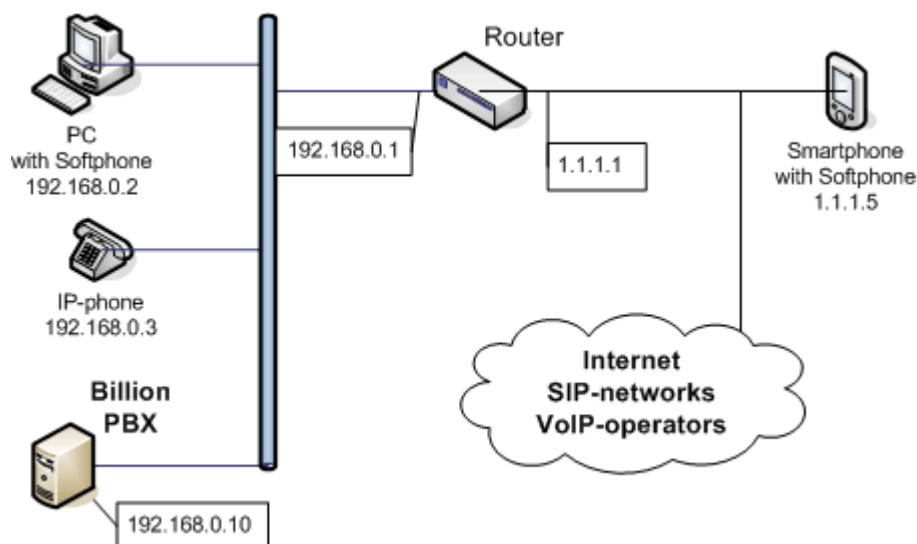 Router
PC
with Softphone
192.168.0.2
192.168.0.1
1.1.1.1
Smartphone
with Softphone
1.1.1.5
IP-phone
192.168.0.3
Internet
SIP-networks
VoIP-operators
Billion
PBX
192.168.0.10